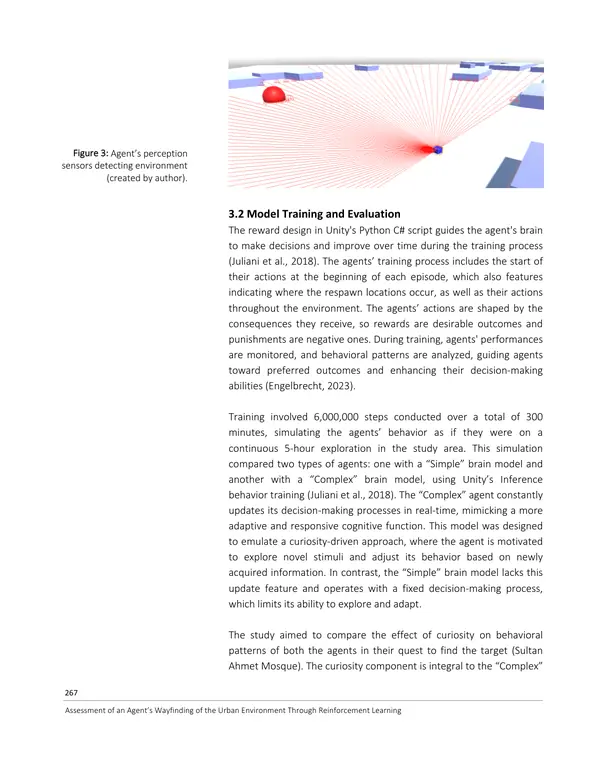 Figure 3: Agent’s perception
sensors detecting environment
(created by author).
3.2 Model Training and Evaluation
The reward design in Unity's Python C# script guides the agent's brain
to make decisions and improve over time during the training process
(Juliani et al., 2018). The agents’ training process includes the start of
their actions at the beginning of each episode, which also features
indicating where the respawn locations occur, as well as their actions
throughout the environment. The agents’ actions are shaped by the
consequences they receive, so rewards are desirable outcomes and
punishments are negative ones. During training, agents' performances
are monitored, and behavioral patterns are analyzed, guiding agents
toward preferred outcomes and enhancing their decision-making
abilities (Engelbrecht, 2023).
Training involved 6,000,000 steps conducted over a total of 300
minutes, simulating the agents’ behavior as if they were on a
continuous 5-hour exploration in the study area. This simulation
compared two types of agents: one with a “Simple” brain model and
another with a “Complex” brain model, using Unity’s Inference
behavior training (Juliani et al., 2018). The “Complex” agent constantly
updates its decision-making processes in real-time, mimicking a more
adaptive and responsive cognitive function. This model was designed
to emulate a curiosity-driven approach, where the agent is motivated
to explore novel stimuli and adjust its behavior based on newly
acquired information. In contrast, the “Simple” brain model lacks this
update feature and operates with a fixed decision-making process,
which limits its ability to explore and adapt.
The study aimed to compare the effect of curiosity on behavioral
patterns of both the agents in their quest to find the target (Sultan
Ahmet Mosque). The curiosity component is integral to the “Complex”
267
Assessment of an Agent’s Wayfinding of the Urban Environment Through Reinforcement Learning